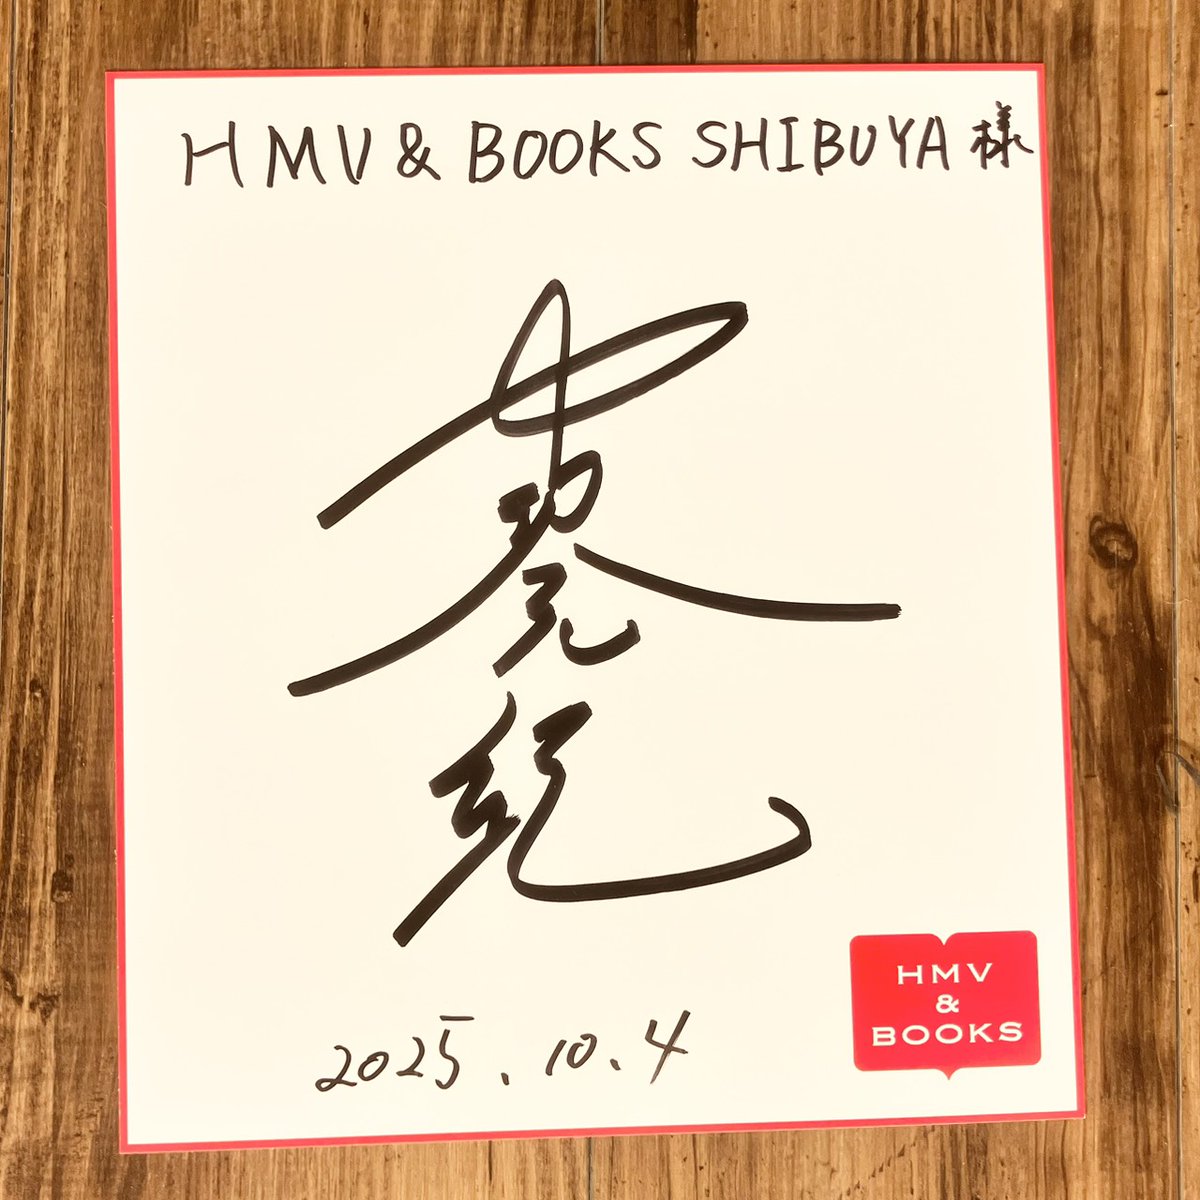 HMV & BOOKS SHIBUYA 様
2025.10.4
HMV
&
BOOKS